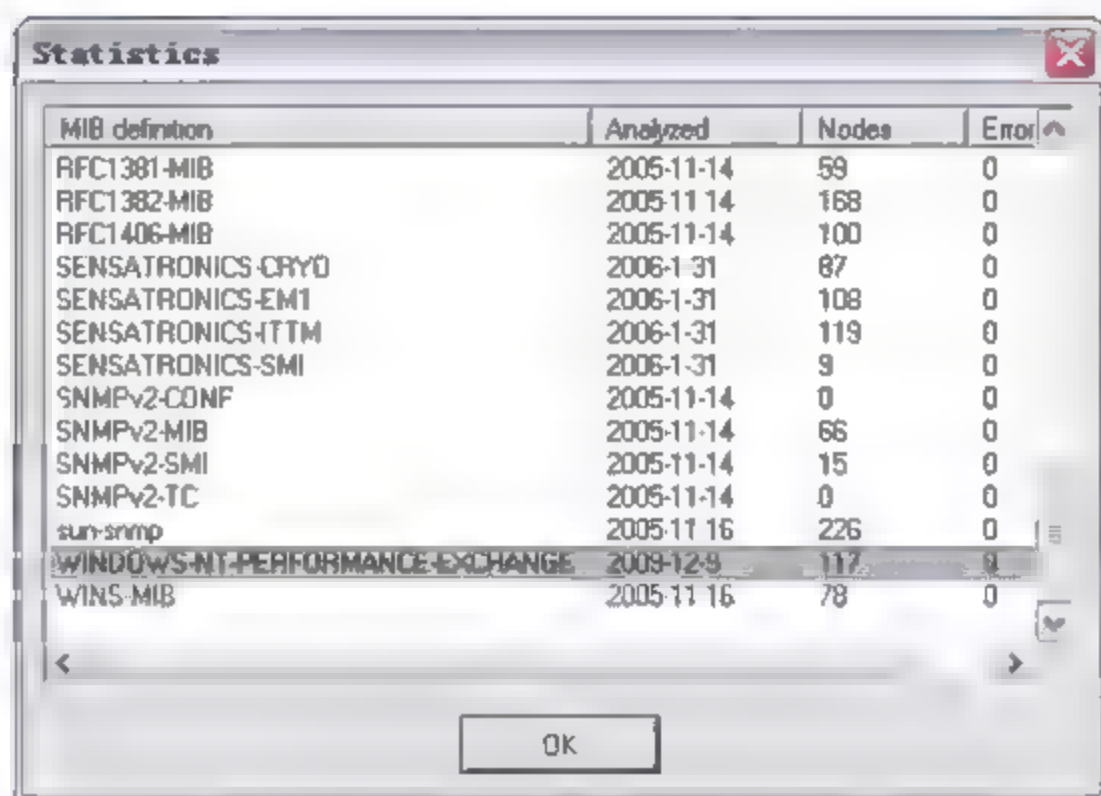 Statistics
MIB definition Analyzed Nodes Error
RFC1381-MIB 2005-11-14 59 0
RFC1382-MIB 2005-11-14 168 0
RFC1406-MIB 2005-11-14 100 0
SENSATRONICS-CRYO 2006-1-31 87 0
SENSATRONICS-EM1 2006-1-31 108 0
SENSATRONICS-ITTM 2006-1-31 119 0
SENSATRONICS-SMI 2006-1-31 9 0
SNMPv2-CONF 2005-11-14 0 0
SNMPv2-MIB 2005-11-14 66 0
SNMPv2-SMI 2005-11-14 15 0
SNMPv2-TC 2005-11-14 0 0
sun-snmp 2005-11-16 226 0
WINDOWS-NT-PERFORMANCE-EXCHANGE 2009-12-9 117 0
WINS-MIB 2005-11-16 78 0
OK